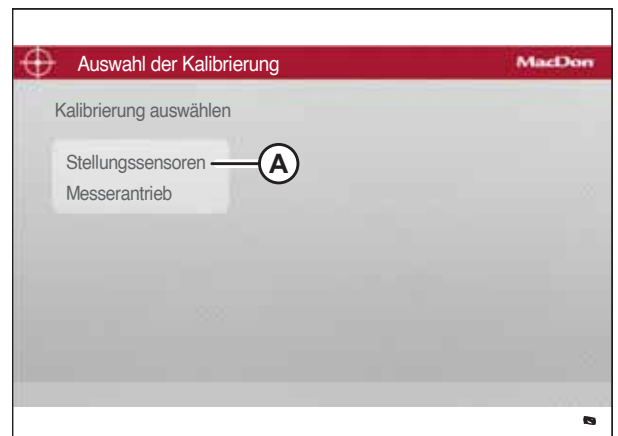 Auswahl der Kalibrierung MacDon
Kalibrierung auswählen
Stellungssensoren A
Messerantrieb